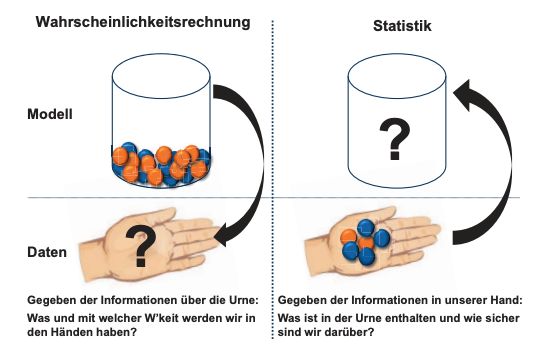 Wahrscheinlichkeitsrechnung
Statistik
Modell
?
?
Daten
?
Gegeben der Informationen über die Urne:
Was und mit welcher W'keit werden wir in
den Händen haben?
Gegeben der Informationen in unserer Hand:
Was ist in der Urne enthalten und wie sicher
sind wir darüber?